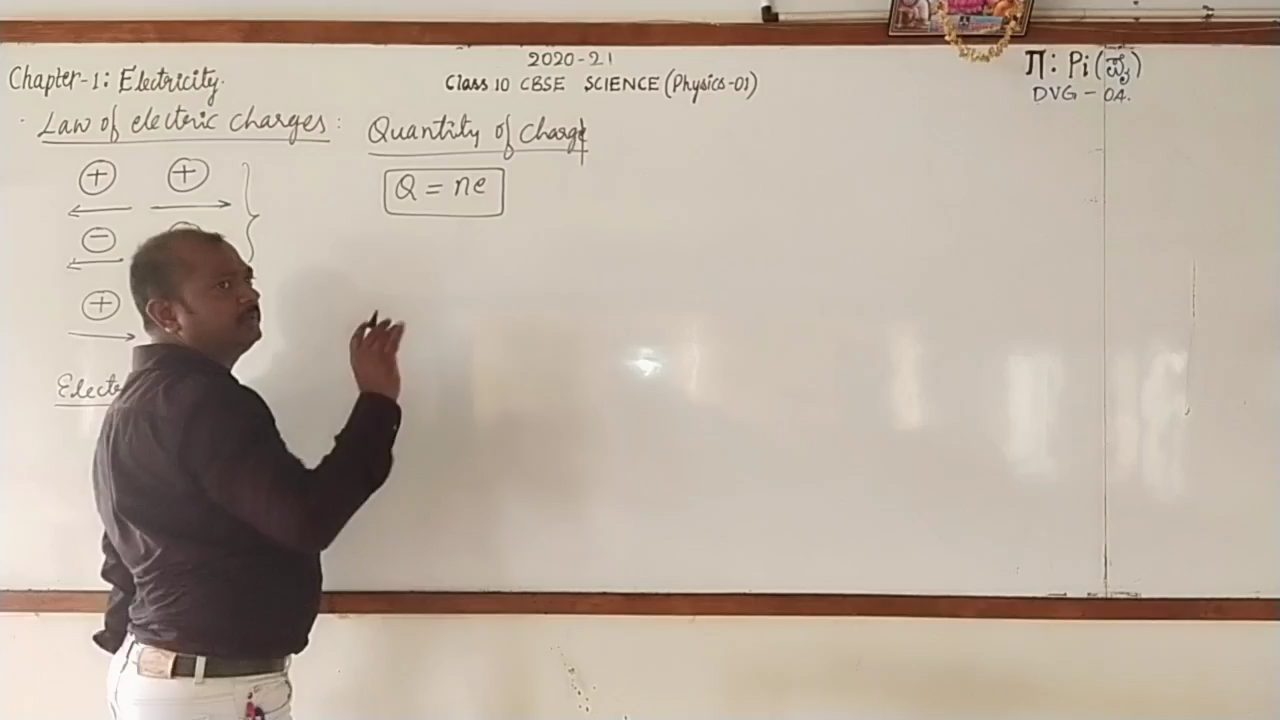 2020-21
Chapter-1: Electricity.
Class 10 CBSE SCIENCE (Physics-01)
π: Pi (ಪೈ)
DVG - 04.
Law of electric charges:
Quantity of charge
+ +
Q = ne
−
+